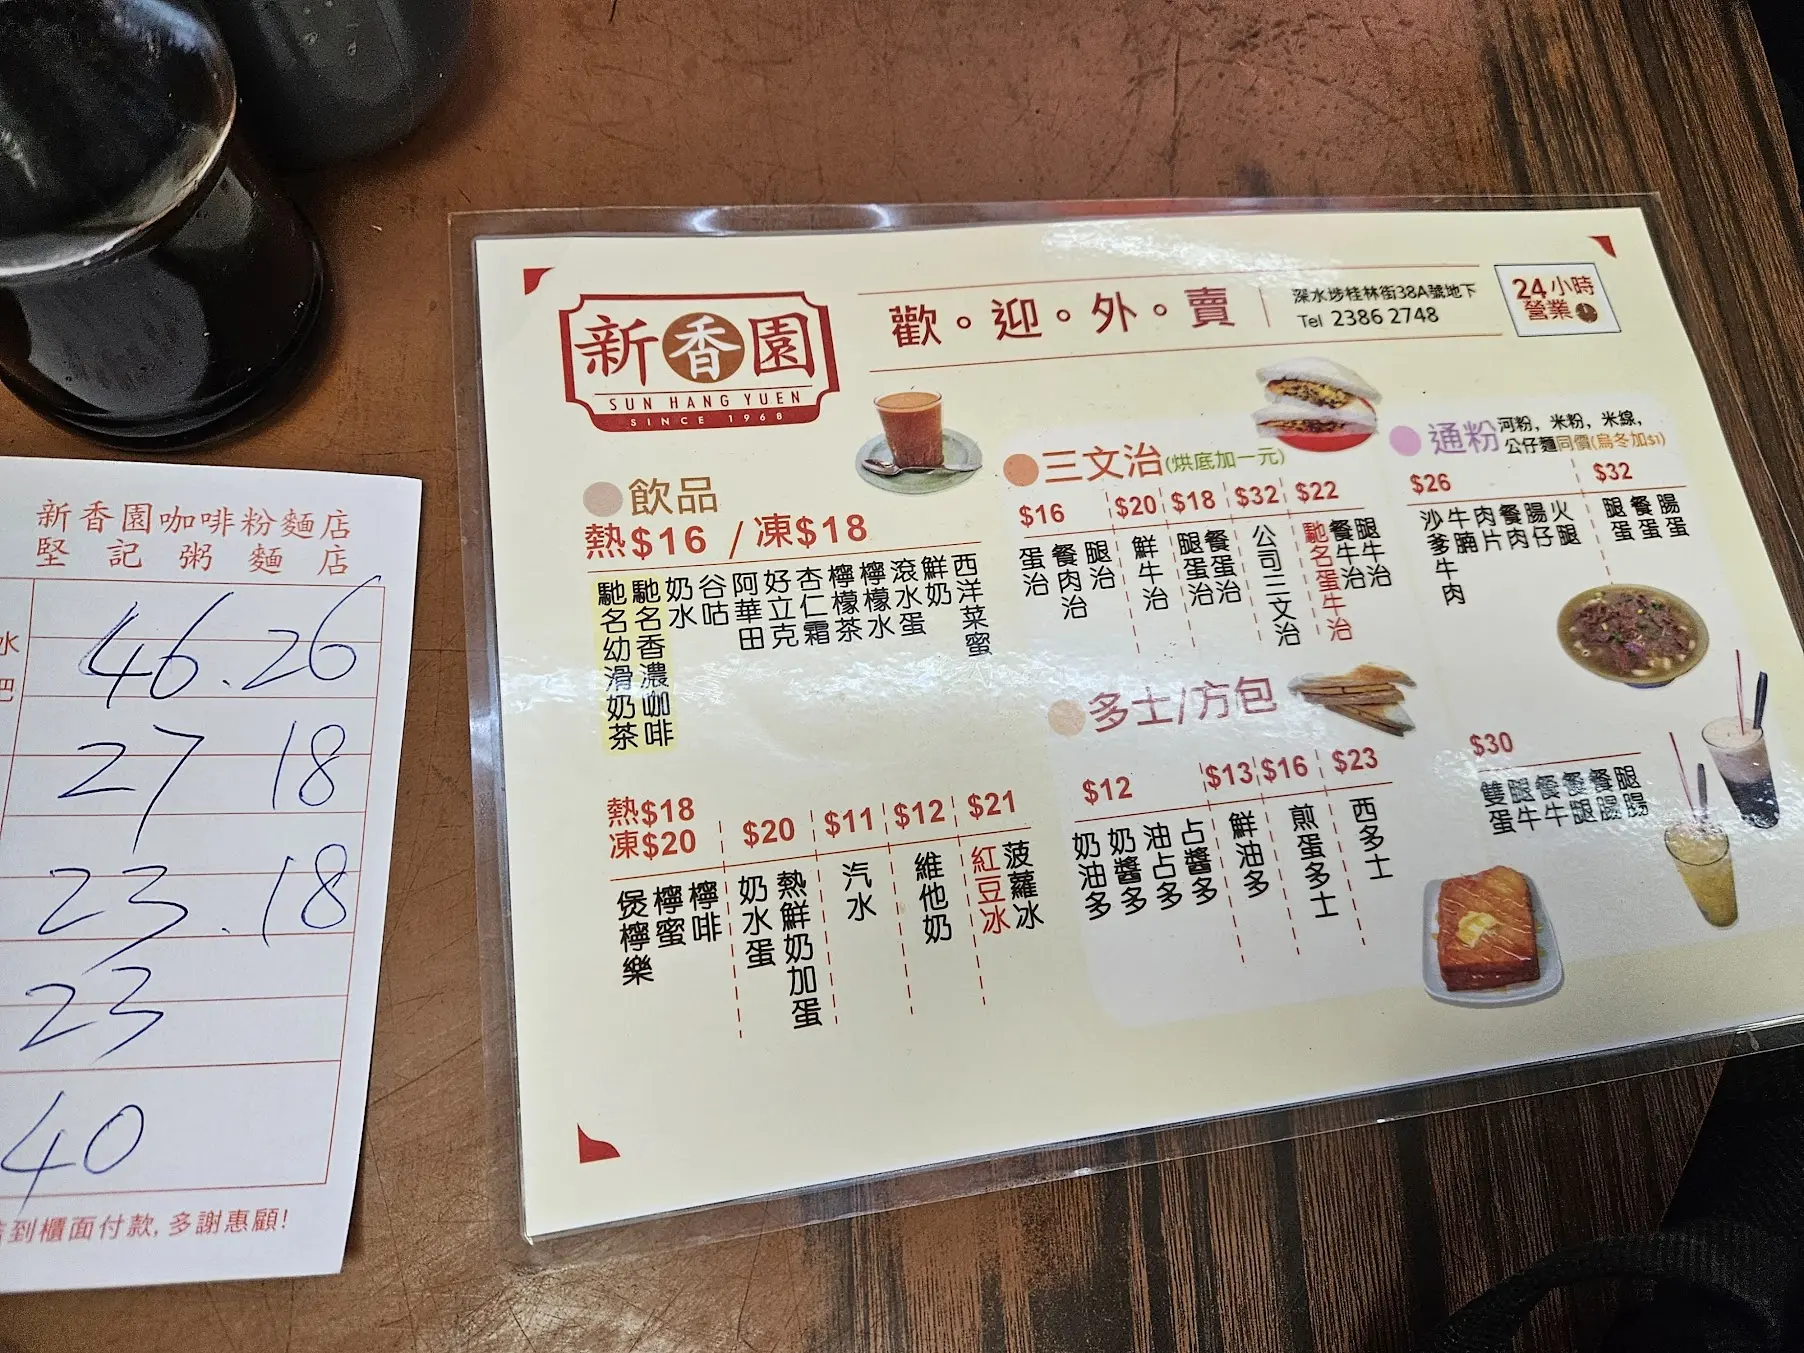 新香園
SUN HANG YUEN
SINCE 1968
歡。迎。外。賣
深水埗桂林街38A號地下
Tel 2386 2748
24小時
營業
飲品
熱$16 / 凍$18
馳名幼滑奶茶
馳名香濃咖啡
奶水
谷咕
阿華田
好立克
杏仁霜
檸檬茶
檸檬水
滾水蛋
鮮奶
西洋菜蜜
熱$18
凍$20
煲檸樂
檸蜜
檸啡
$20
奶水蛋
熱鮮奶加蛋
$11
汽水
$12
維他奶
$21
紅豆冰
菠蘿冰
三文治(烘底加一元)
$16
蛋治
餐肉治
腿治
$20
鮮牛治
$18
腿蛋治
餐蛋治
$32
公司三文治
$22
馳名蛋牛治
餐牛治
腿牛治
多士/方包
$12
奶油多
奶醬多
油占多
占醬多
$13
鮮油多
$16
煎蛋多士
$23
西多士
通粉
河粉，米粉，米線，
公仔麵同價(烏冬加$1)
$26
沙爹牛肉
牛腩
肉片
餐肉
腸仔
火腿
$32
腿蛋
餐蛋
腸蛋
$30
雙蛋
腿牛
餐牛
餐腿
餐腸
腿腸
新香園咖啡粉麵店
堅記粥麵店
水
吧
46.26
27 18
23.18
23
40
到櫃面付款，多謝惠顧!